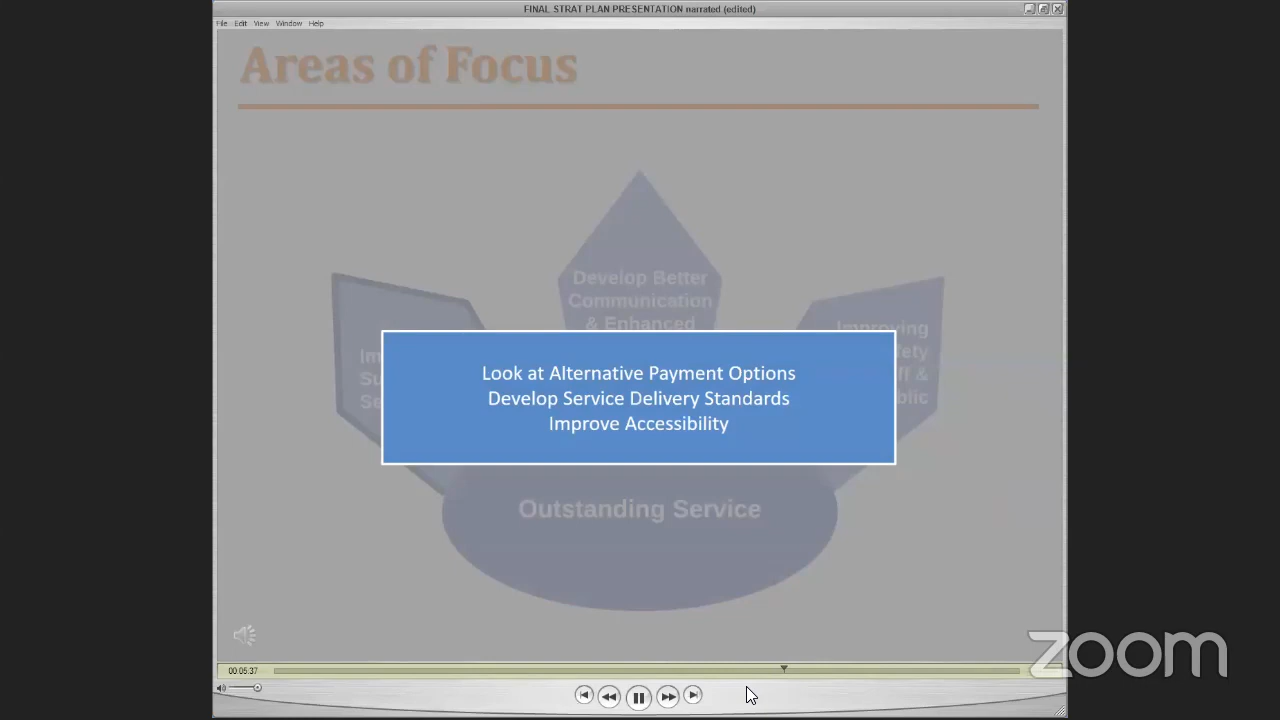 FINAL STRAT PLAN PRESENTATION narrated (edited)
File Edit View Window Help
Areas of Focus
Develop Better
Communication
& Enhanced
Improving
Look at Alternative Payment Options
Develop Service Delivery Standards
Improve Accessibility
Outstanding Service
00:05:37
zoom